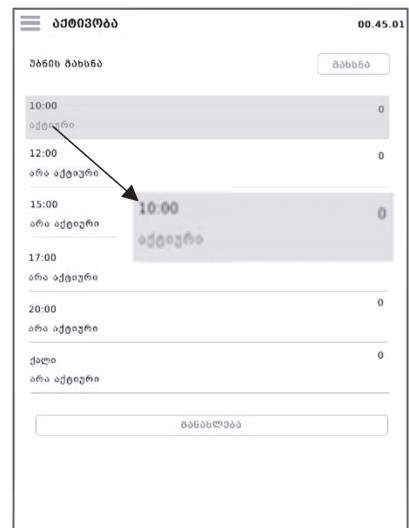 აქტივობა 00.45.01
უბნის გახსნა გახსნა
10:00 0
აქტიური
12:00 0
არა აქტიური
15:00
არა აქტიური
10:00 0
აქტიური
17:00
არა აქტიური
20:00 0
არა აქტიური
ქალი 0
არა აქტიური
განახლება